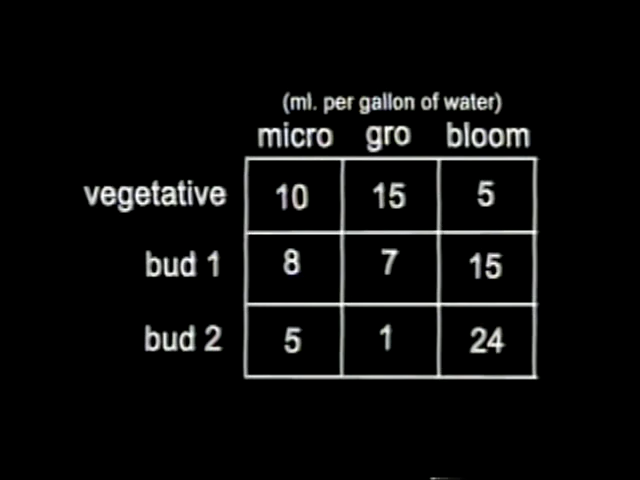 (ml. per gallon of water)
micro gro bloom
vegetative 10 15 5
bud 1 8 7 15
bud 2 5 1 24